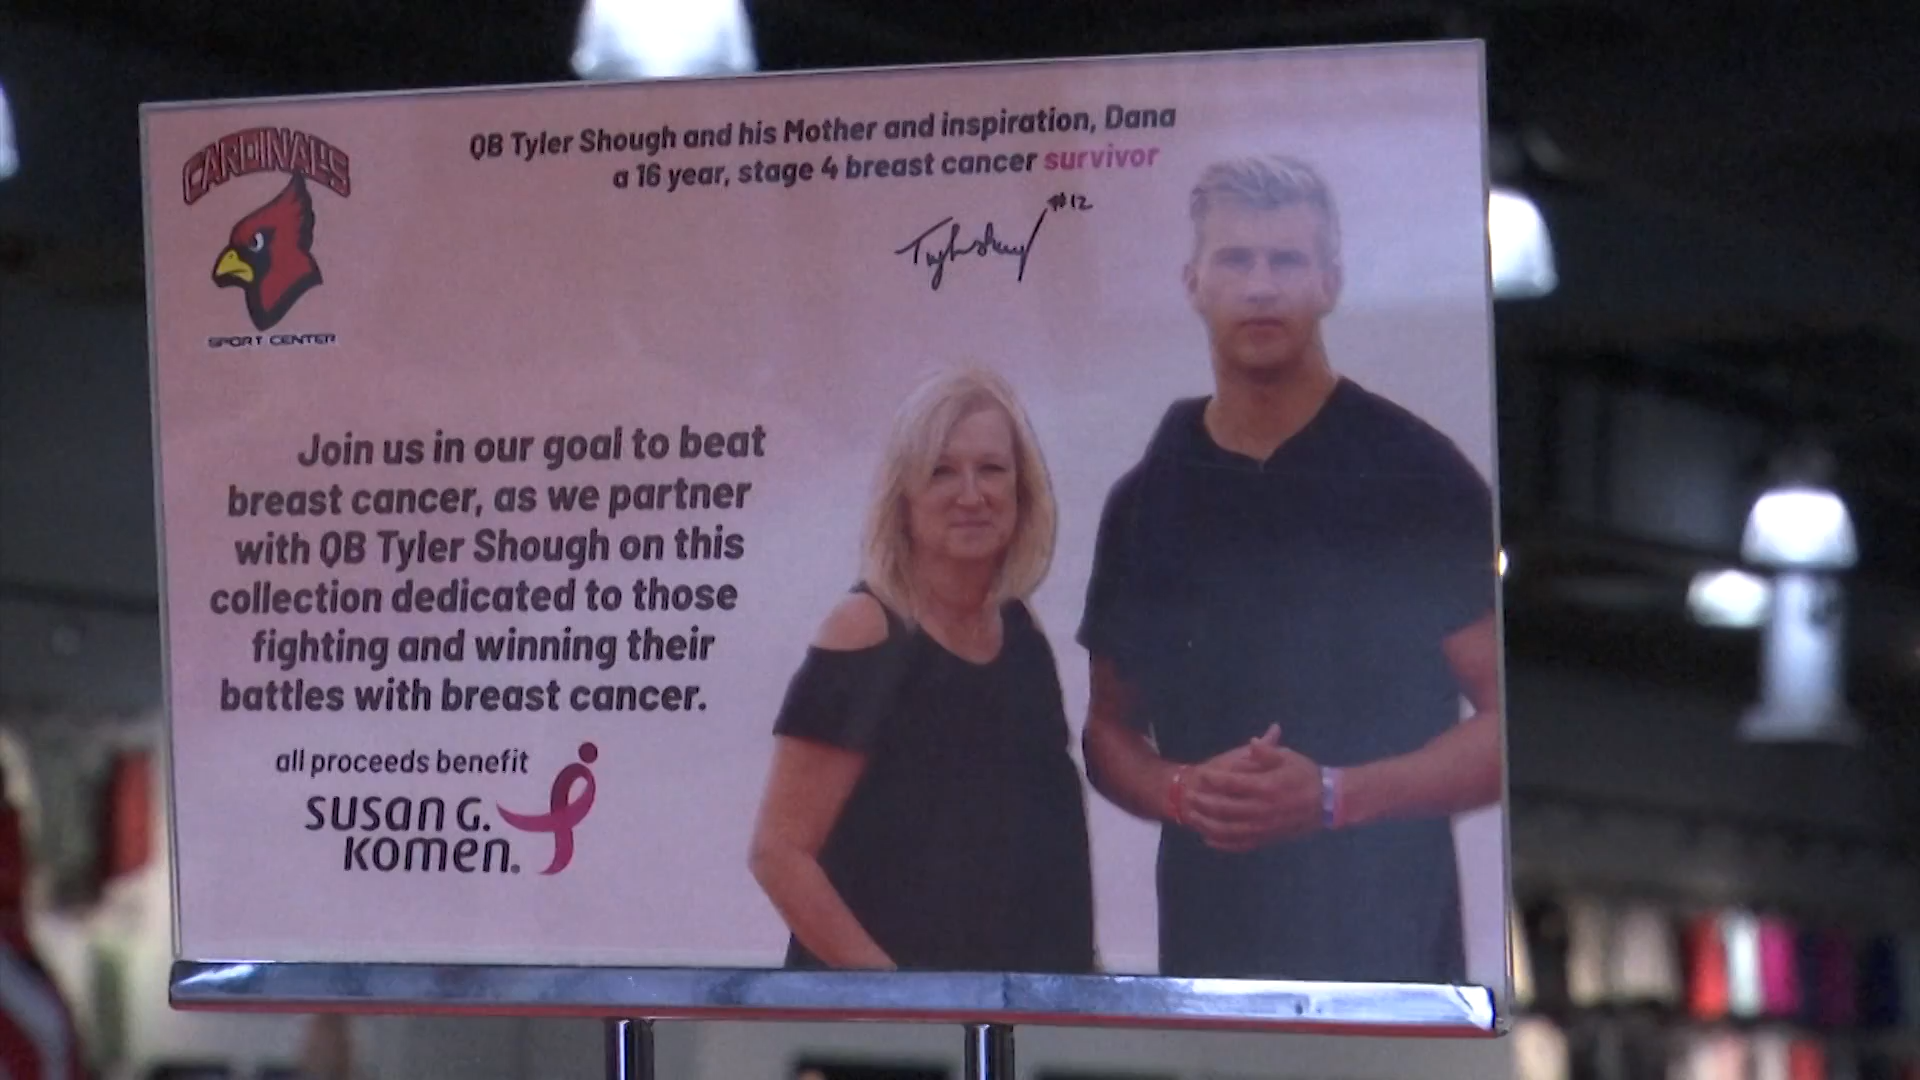 CARDINALS
SPORT CENTER
QB Tyler Shough and his Mother and inspiration, Dana
a 16 year, stage 4 breast cancer survivor
#12
Join us in our goal to beat
breast cancer, as we partner
with QB Tyler Shough on this
collection dedicated to those
fighting and winning their
battles with breast cancer.
all proceeds benefit
susan G.
komen.